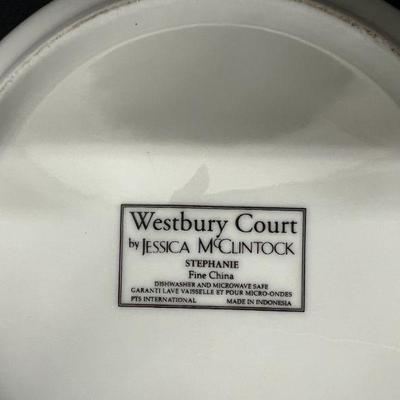 Westbury Court
by JESSICA McCLINTOCK
STEPHANIE
Fine China
DISHWASHER AND MICROWAVE SAFE
GARANTI LAVE VAISSELLE ET POUR MICRO-ONDES
PTS INTERNATIONAL MADE IN INDONESIA